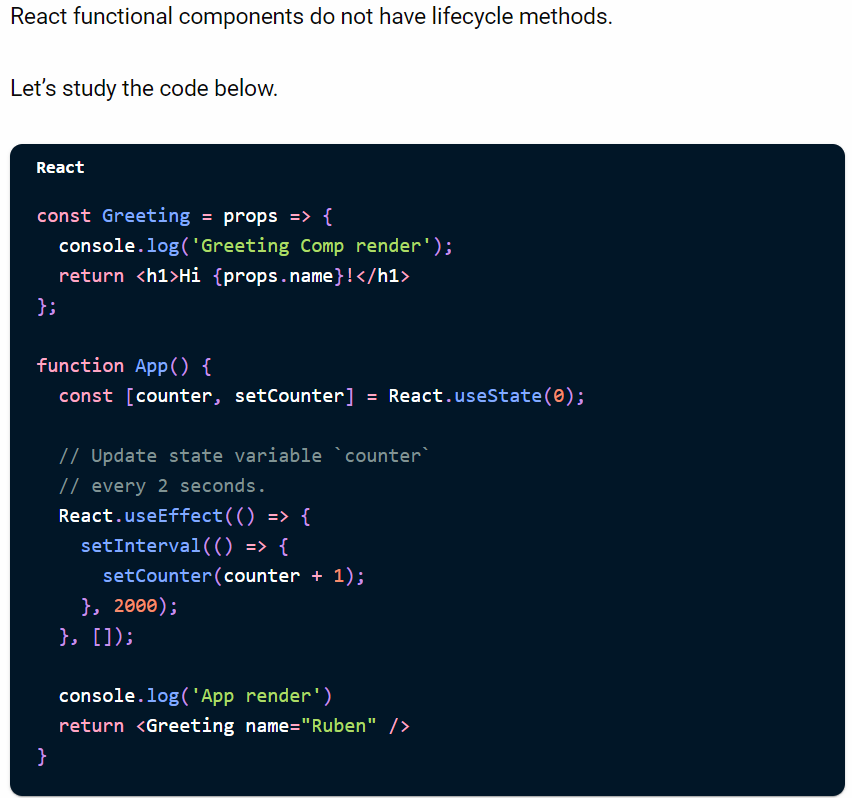 React functional components do not have lifecycle methods.
Let’s study the code below.
React
const Greeting = props => {
  console.log('Greeting Comp render');
  return <h1>Hi {props.name}!</h1>
};
function App() {
  const [counter, setCounter] = React.useState(0);
  // Update state variable `counter`
  // every 2 seconds.
  React.useEffect(() => {
    setInterval(() => {
      setCounter(counter + 1);
    }, 2000);
  }, []);
  console.log('App render')
  return <Greeting name="Ruben" />
}